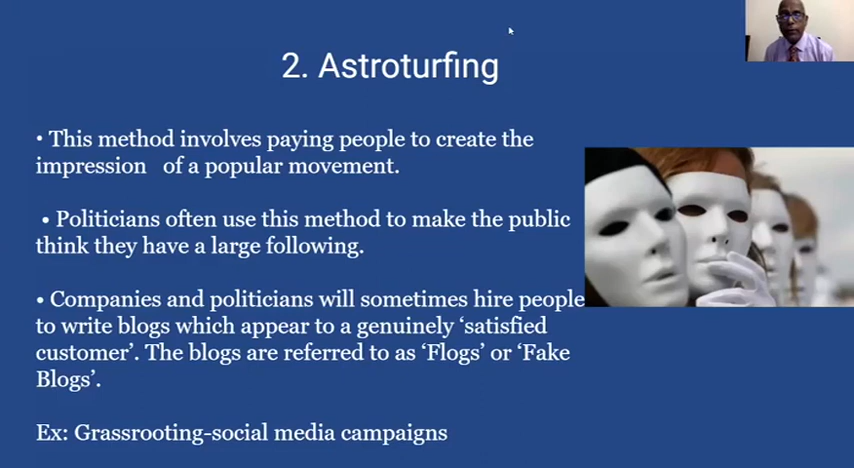 2. Astroturfing
• This method involves paying people to create the
impression of a popular movement.
• Politicians often use this method to make the public
think they have a large following.
• Companies and politicians will sometimes hire people
to write blogs which appear to a genuinely ‘satisfied
customer’. The blogs are referred to as ‘Flogs’ or ‘Fake
Blogs’.
Ex: Grassrooting-social media campaigns